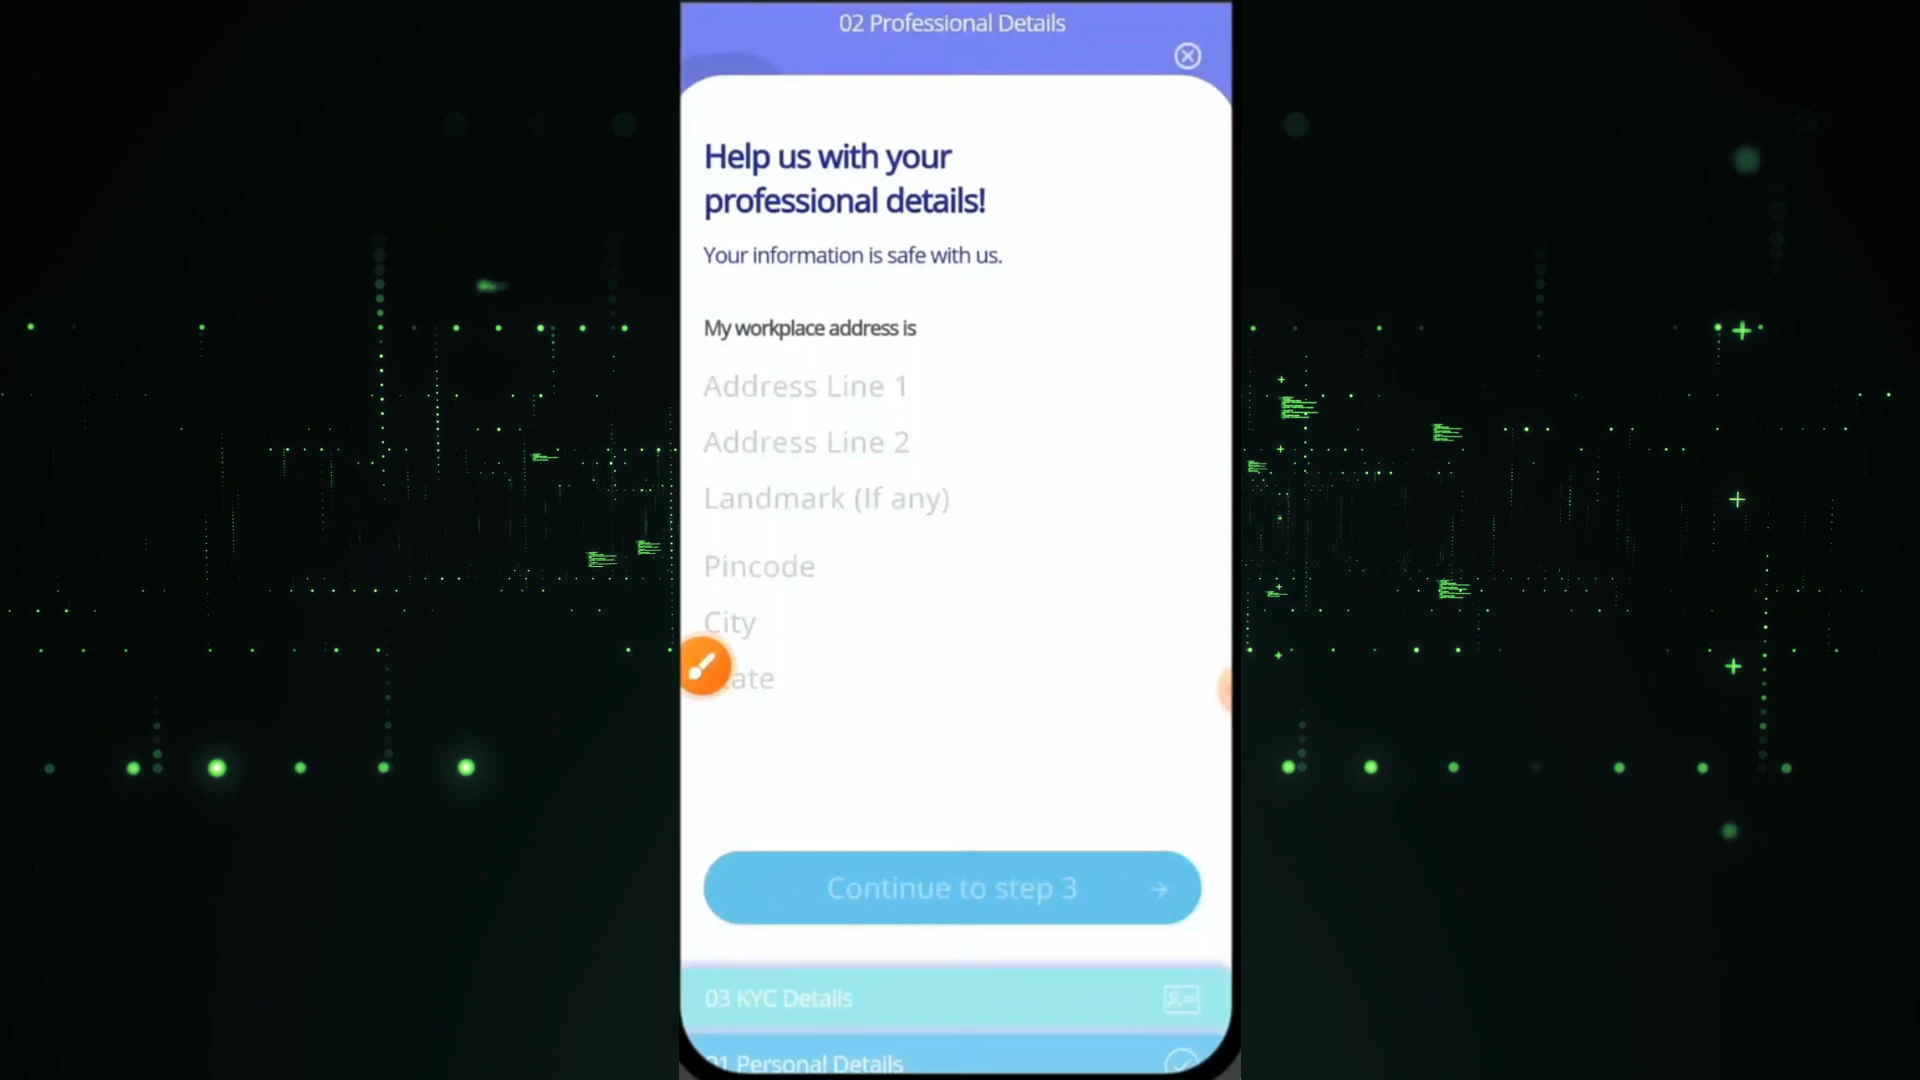 02 Professional Details
Help us with your
professional details!
Your information is safe with us.
My workplace address is
Address Line 1
Address Line 2
Landmark (If any)
Pincode
City
Continue to step 3
03 KYC Details
01 Personal Details